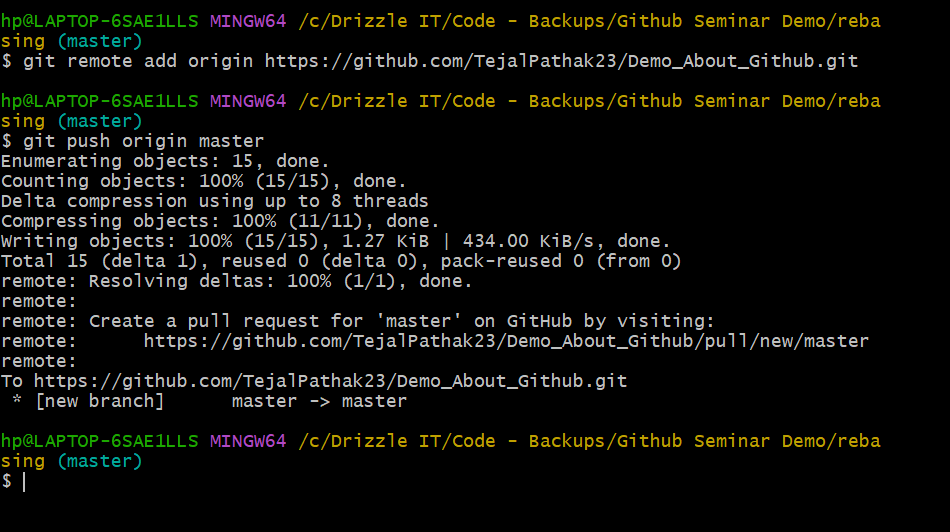 hp@LAPTOP-6SAE1LLS MINGW64 /c/Drizzle IT/Code - Backups/Github Seminar Demo/reba
sing (master)
$ git remote add origin https://github.com/TejalPathak23/Demo_About_Github.git
hp@LAPTOP-6SAE1LLS MINGW64 /c/Drizzle IT/Code - Backups/Github Seminar Demo/reba
sing (master)
$ git push origin master
Enumerating objects: 15, done.
Counting objects: 100% (15/15), done.
Delta compression using up to 8 threads
Compressing objects: 100% (11/11), done.
Writing objects: 100% (15/15), 1.27 KiB | 434.00 KiB/s, done.
Total 15 (delta 1), reused 0 (delta 0), pack-reused 0 (from 0)
remote: Resolving deltas: 100% (1/1), done.
remote:
remote: Create a pull request for 'master' on GitHub by visiting:
remote:      https://github.com/TejalPathak23/Demo_About_Github/pull/new/master
remote:
To https://github.com/TejalPathak23/Demo_About_Github.git
 * [new branch]      master -> master
hp@LAPTOP-6SAE1LLS MINGW64 /c/Drizzle IT/Code - Backups/Github Seminar Demo/reba
sing (master)
$